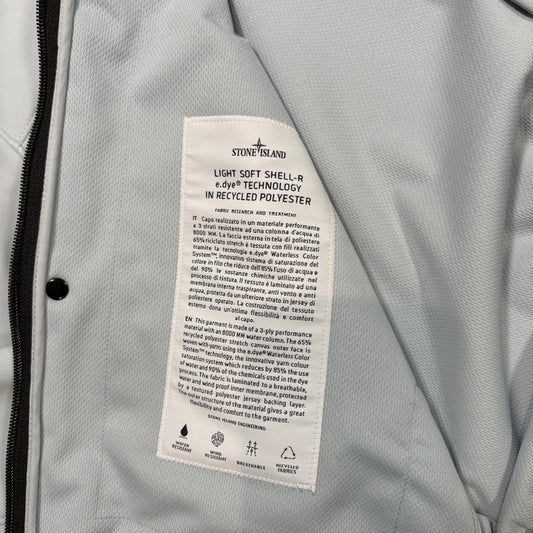 STONE ISLAND
LIGHT SOFT SHELL-R
e.dye® TECHNOLOGY
IN RECYCLED POLYESTER
FABRIC RESEARCH AND TREATMENT
IT Capo realizzato in un materiale performante
a 3 strati resistente ad una colonna d'acqua di
8000 MM. La faccia esterna in tela di poliestere
65% riciclato stretch è tessuta con fili realizzati
tramite la tecnologia e.dye® Waterless Color
System™, innovativo sistema di saturazione del
colore in filo che riduce dell'85% l'uso di acqua e
del 90% le sostanze chimiche utilizzate nel
processo di tintura. Il tessuto è laminato ad una
membrana interna traspirante, anti vento e anti
acqua, protetta da un ulteriore strato in jersey di
poliestere operato. La costruzione del tessuto
esterno dona un'ottima flessibilità e comfort
al capo.
EN This garment is made of a 3-ply performance
material with an 8000 MM water column. The 65%
recycled polyester stretch canvas outer face is
woven with yarns using the e.dye® Waterless Color
System™ technology, the innovative yarn colour
saturation system which reduces by 85% the use
of water and 90% of the chemicals used in the dye
process. The fabric is laminated to a breathable,
water and wind proof inner membrane, protected
by a textured polyester jersey backing layer.
The outer structure of the material gives a great
flexibility and comfort to the garment.
STONE ISLAND ENGINEERING
WATER
RESISTANT
WIND
RESISTANT
BREATHABLE
RECYCLED
FABRICS